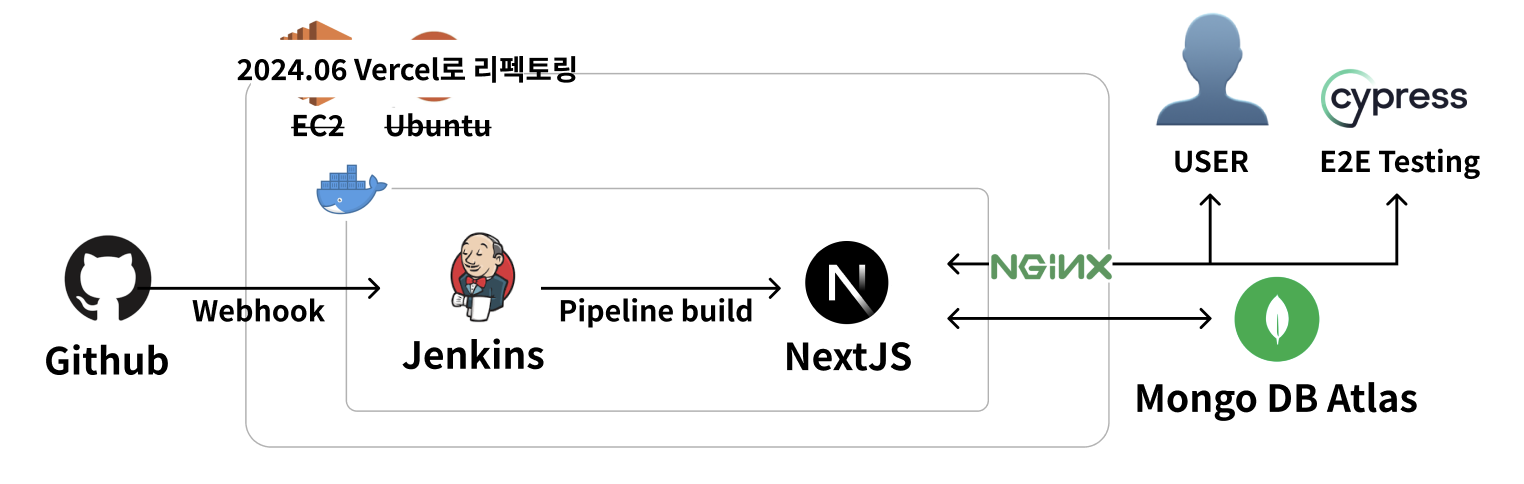 2024.06 Vercel로 리펙토링
EC2 Ubuntu
USER
cypress
E2E Testing
NGiNX
Webhook
Pipeline build
Github
Jenkins
NextJS
N
Mongo DB Atlas